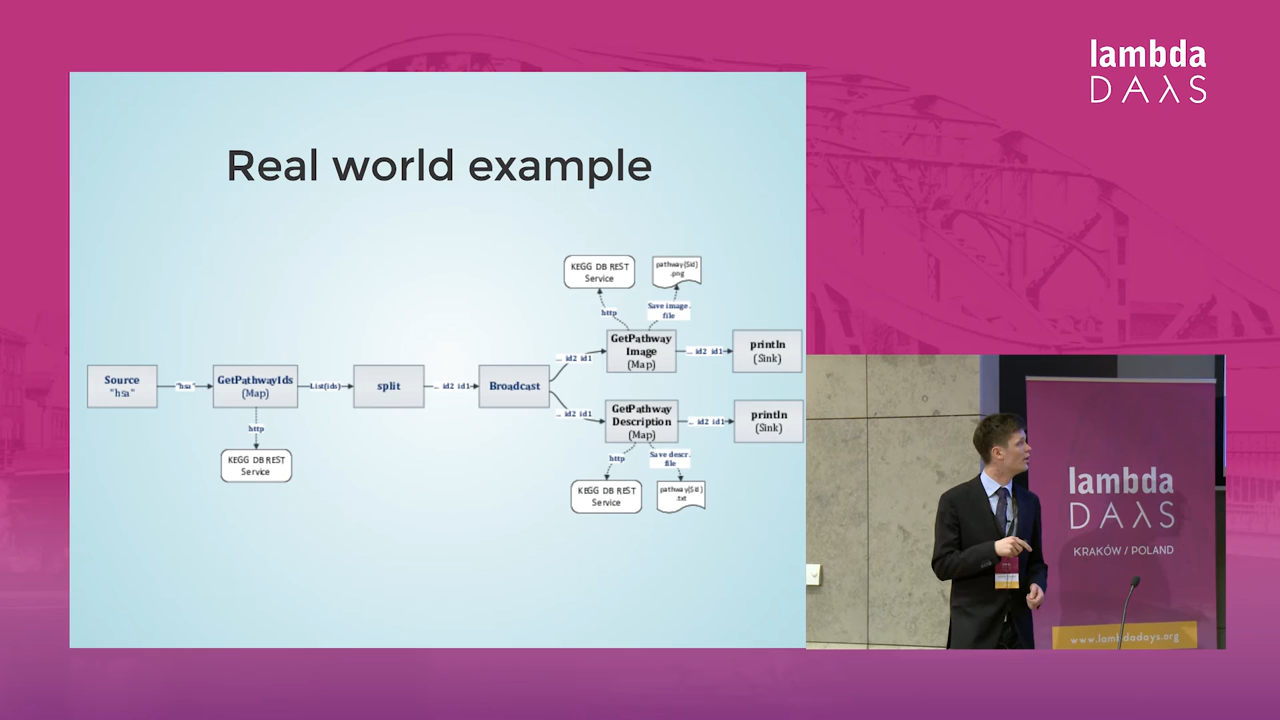 lambda
DAλS
Real world example
KEGG DB REST
Service
pathway{$id}
.png
http
Save image.
file
GetPathway
Image
(Map)
println
(Sink)
... id2 id1
... id2 id1
Source
"hsa"
"hsa"
GetPathwayIds
(Map)
List(ids)
split
... id2 id1
Broadcast
... id2 id1
GetPathway
Description
(Map)
... id2 id1
println
(Sink)
http
KEGG DB REST
Service
http
Save descr.
file
KEGG DB REST
Service
pathway{$id}
.txt
lambda
DAλS
KRAKÓW / POLAND
www.lambdadays.org